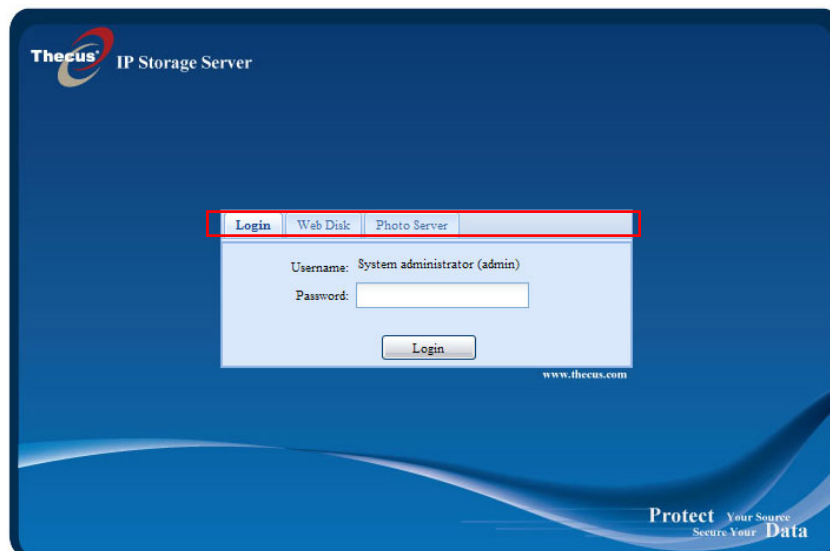 Thecus
IP Storage Server
Login Web Disk Photo Server
Username: System administrator (admin)
Password:
Login
www.thecus.com
Protect Your Source
Secure Your Data